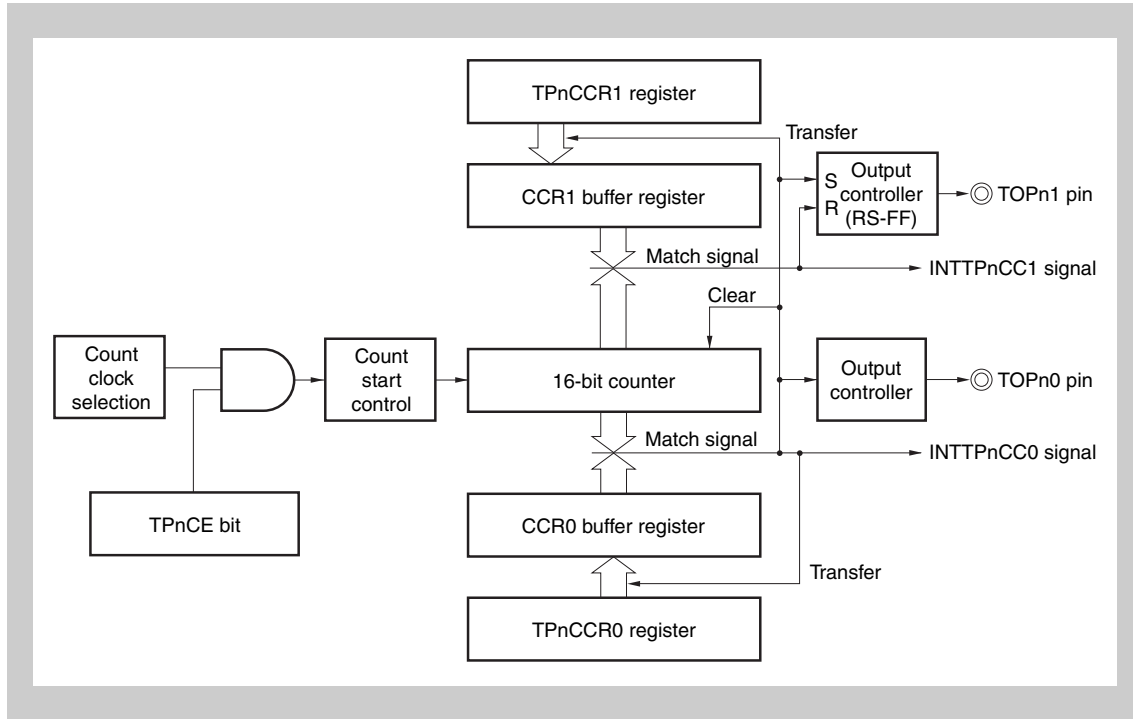 TPnCCR1 register
Transfer
CCR1 buffer register
S
R
Output
controller
(RS-FF)
TOPn1 pin
Match signal
INTTPnCC1 signal
Clear
Count
clock
selection
Count
start
control
16-bit counter
Output
controller
TOPn0 pin
Match signal
INTTPnCC0 signal
TPnCE bit
CCR0 buffer register
Transfer
TPnCCR0 register